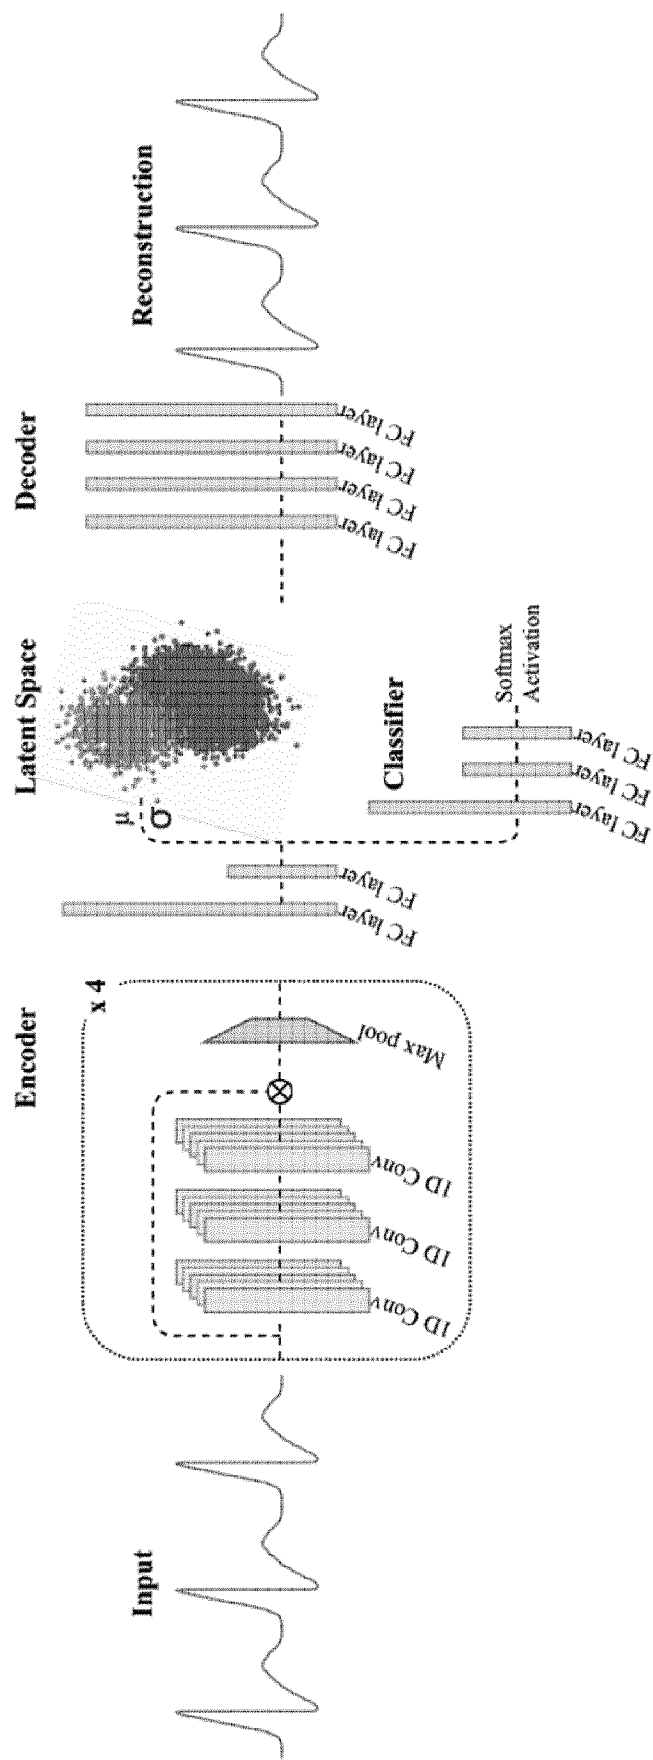 Input
Encoder
x 4
1D Conv
1D Conv
1D Conv
Max pool
FC layer
FC layer
Latent Space
μ
σ
Classifier
FC layer
FC layer
FC layer
Softmax
Activation
Decoder
FC layer
FC layer
FC layer
FC layer
Reconstruction